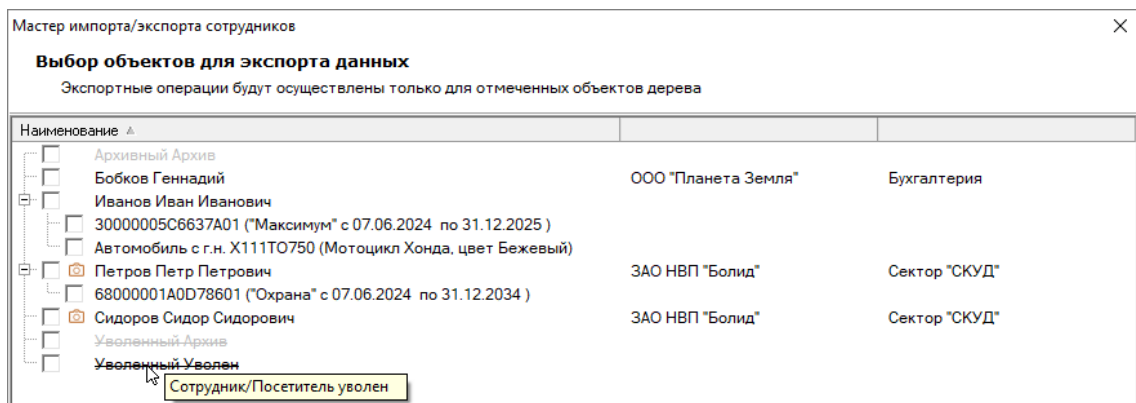 Мастер импорта/экспорта сотрудников
Выбор объектов для экспорта данных
Экспортные операции будут осуществлены только для отмеченных объектов дерева
Наименование
Архивный Архив
Бобков Геннадий ООО "Планета Земля" Бухгалтерия
Иванов Иван Иванович
30000005C6637A01 ("Максимум" с 07.06.2024 по 31.12.2025 )
Автомобиль с г.н. X111TO750 (Мотоцикл Хонда, цвет Бежевый)
Петров Петр Петрович ЗАО НВП "Болид" Сектор "СКУД"
68000001A0D78601 ("Охрана" с 07.06.2024 по 31.12.2034 )
Сидоров Сидор Сидорович ЗАО НВП "Болид" Сектор "СКУД"
Уволенный Архив
Уволенный Уволен
Сотрудник/Посетитель уволен